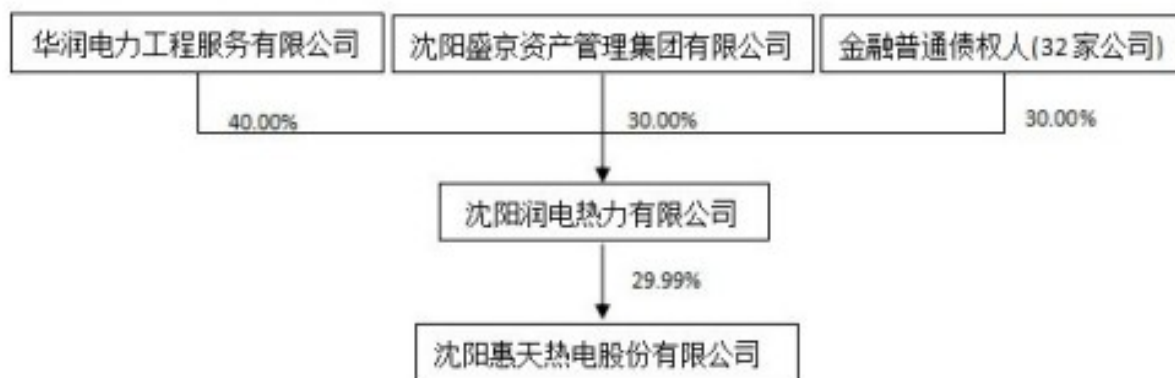 华润电力工程服务有限公司
沈阳盛京资产管理集团有限公司
金融普通债权人(32家公司)
40.00%
30.00%
30.00%
沈阳润电热力有限公司
29.99%
沈阳惠天热电股份有限公司